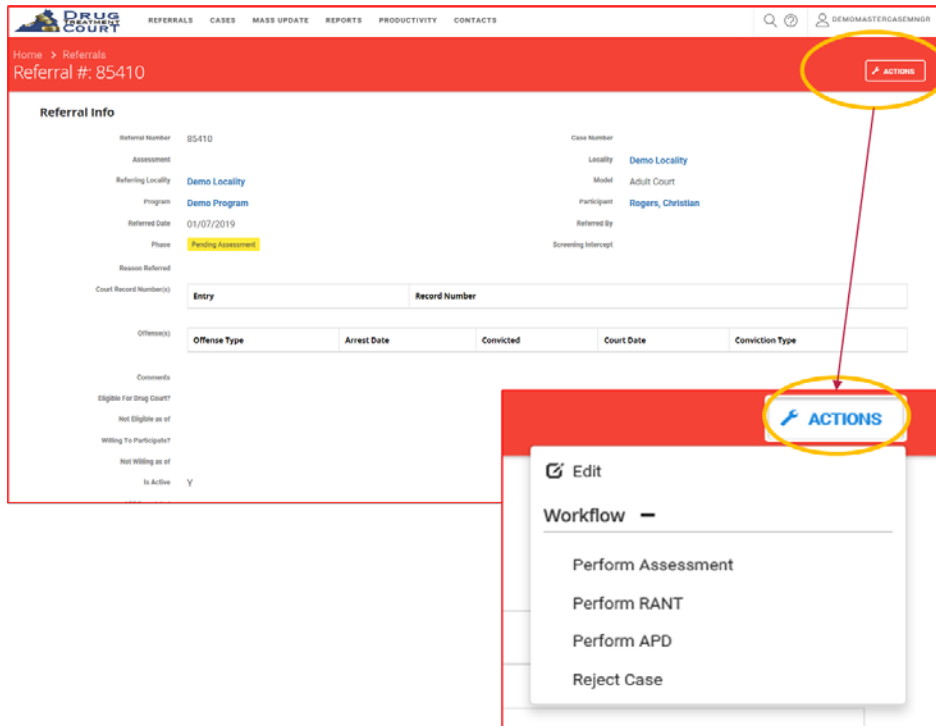 DRUG
TREATMENT
COURT
REFERRALS CASES MASS UPDATE REPORTS PRODUCTIVITY CONTACTS
DEMOMASTERCASEMNGR
Home > Referrals
Referral #: 85410
ACTIONS
Referral Info
Referral Number 85410 Case Number
Assessment Locality Demo Locality
Referring Locality Demo Locality Model Adult Court
Program Demo Program Participant Rogers, Christian
Referred Date 01/07/2019 Referred By
Phase Pending Assessment Screening Intercept
Reason Referred
Court Record Number(s) Entry Record Number
Offense(s) Offense Type Arrest Date Convicted Court Date Conviction Type
Comments
Eligible For Drug Court?
Not Eligible as of
Willing To Participate?
Not Willing as of
Is Active Y
ACTIONS
Edit
Workflow
Perform Assessment
Perform RANT
Perform APD
Reject Case